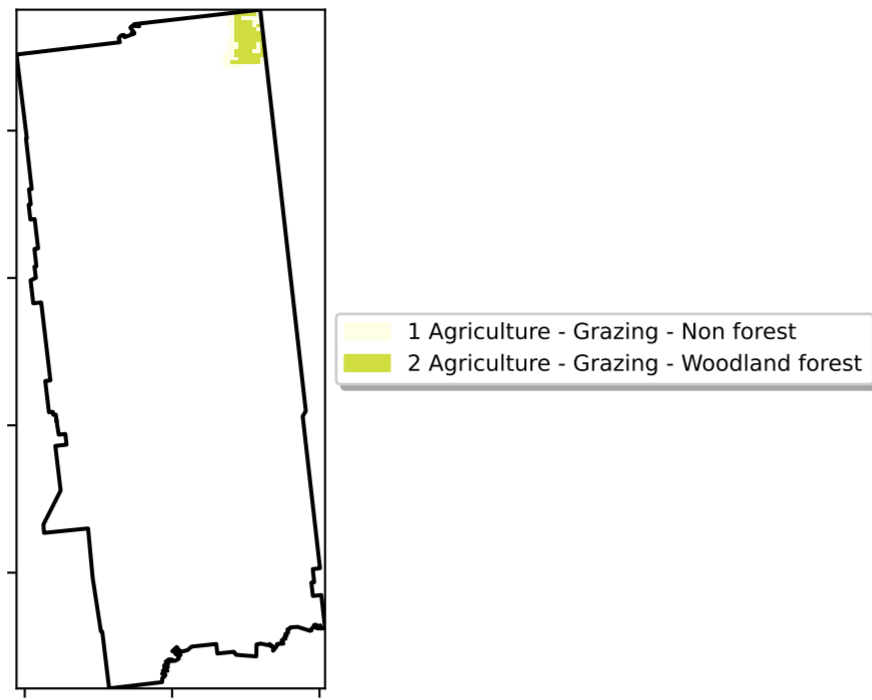 1 Agriculture - Grazing - Non forest
2 Agriculture - Grazing - Woodland forest